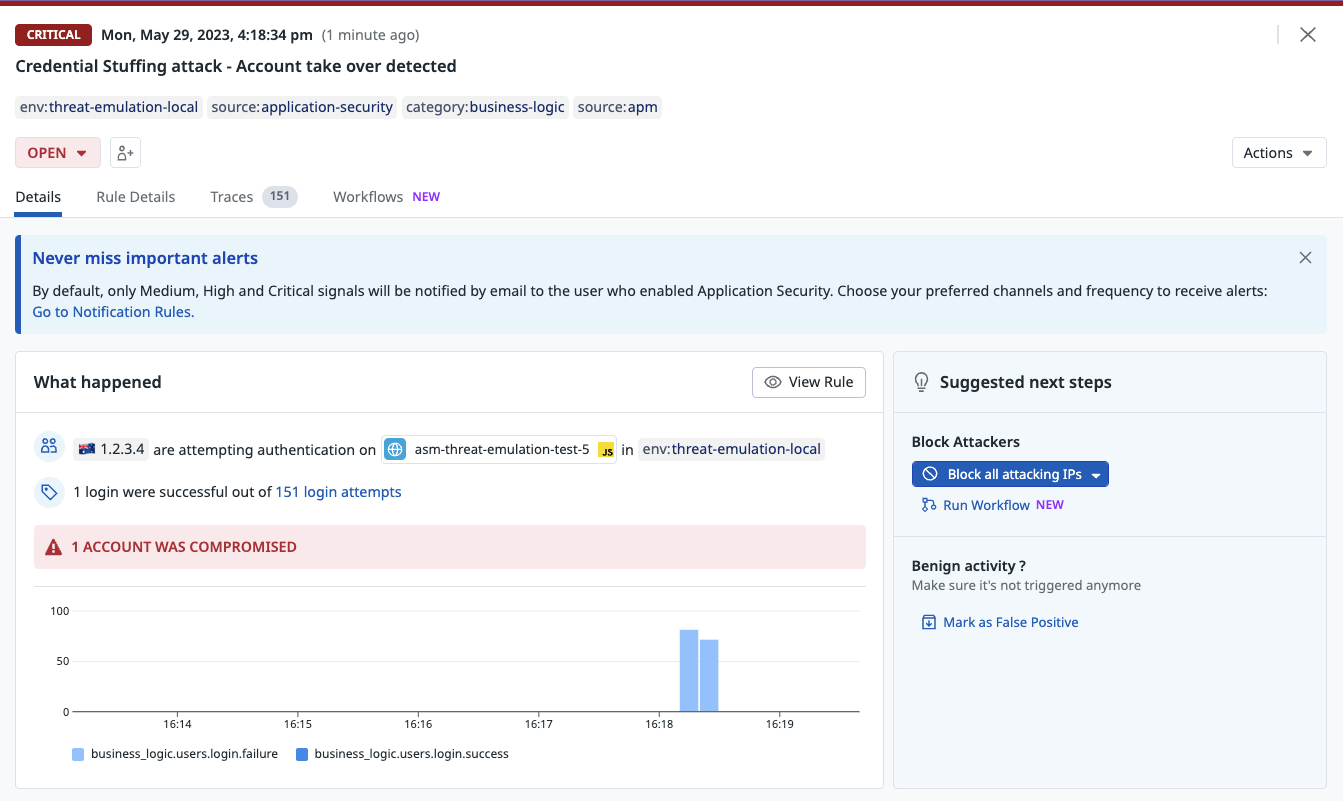 CRITICAL Mon, May 29, 2023, 4:18:34 pm (1 minute ago)
Credential Stuffing attack - Account take over detected
env:threat-emulation-local source:application-security category:business-logic source:apm
OPEN Actions
Details Rule Details Traces 151 Workflows NEW
Never miss important alerts
By default, only Medium, High and Critical signals will be notified by email to the user who enabled Application Security. Choose your preferred channels and frequency to receive alerts:
Go to Notification Rules.
What happened View Rule
1.2.3.4 are attempting authentication on asm-threat-emulation-test-5 JS in env:threat-emulation-local
1 login were successful out of 151 login attempts
1 ACCOUNT WAS COMPROMISED
100
50
0
16:14 16:15 16:16 16:17 16:18 16:19
business_logic.users.login.failure business_logic.users.login.success
Suggested next steps
Block Attackers
Block all attacking IPs
Run Workflow NEW
Benign activity ?
Make sure it's not triggered anymore
Mark as False Positive